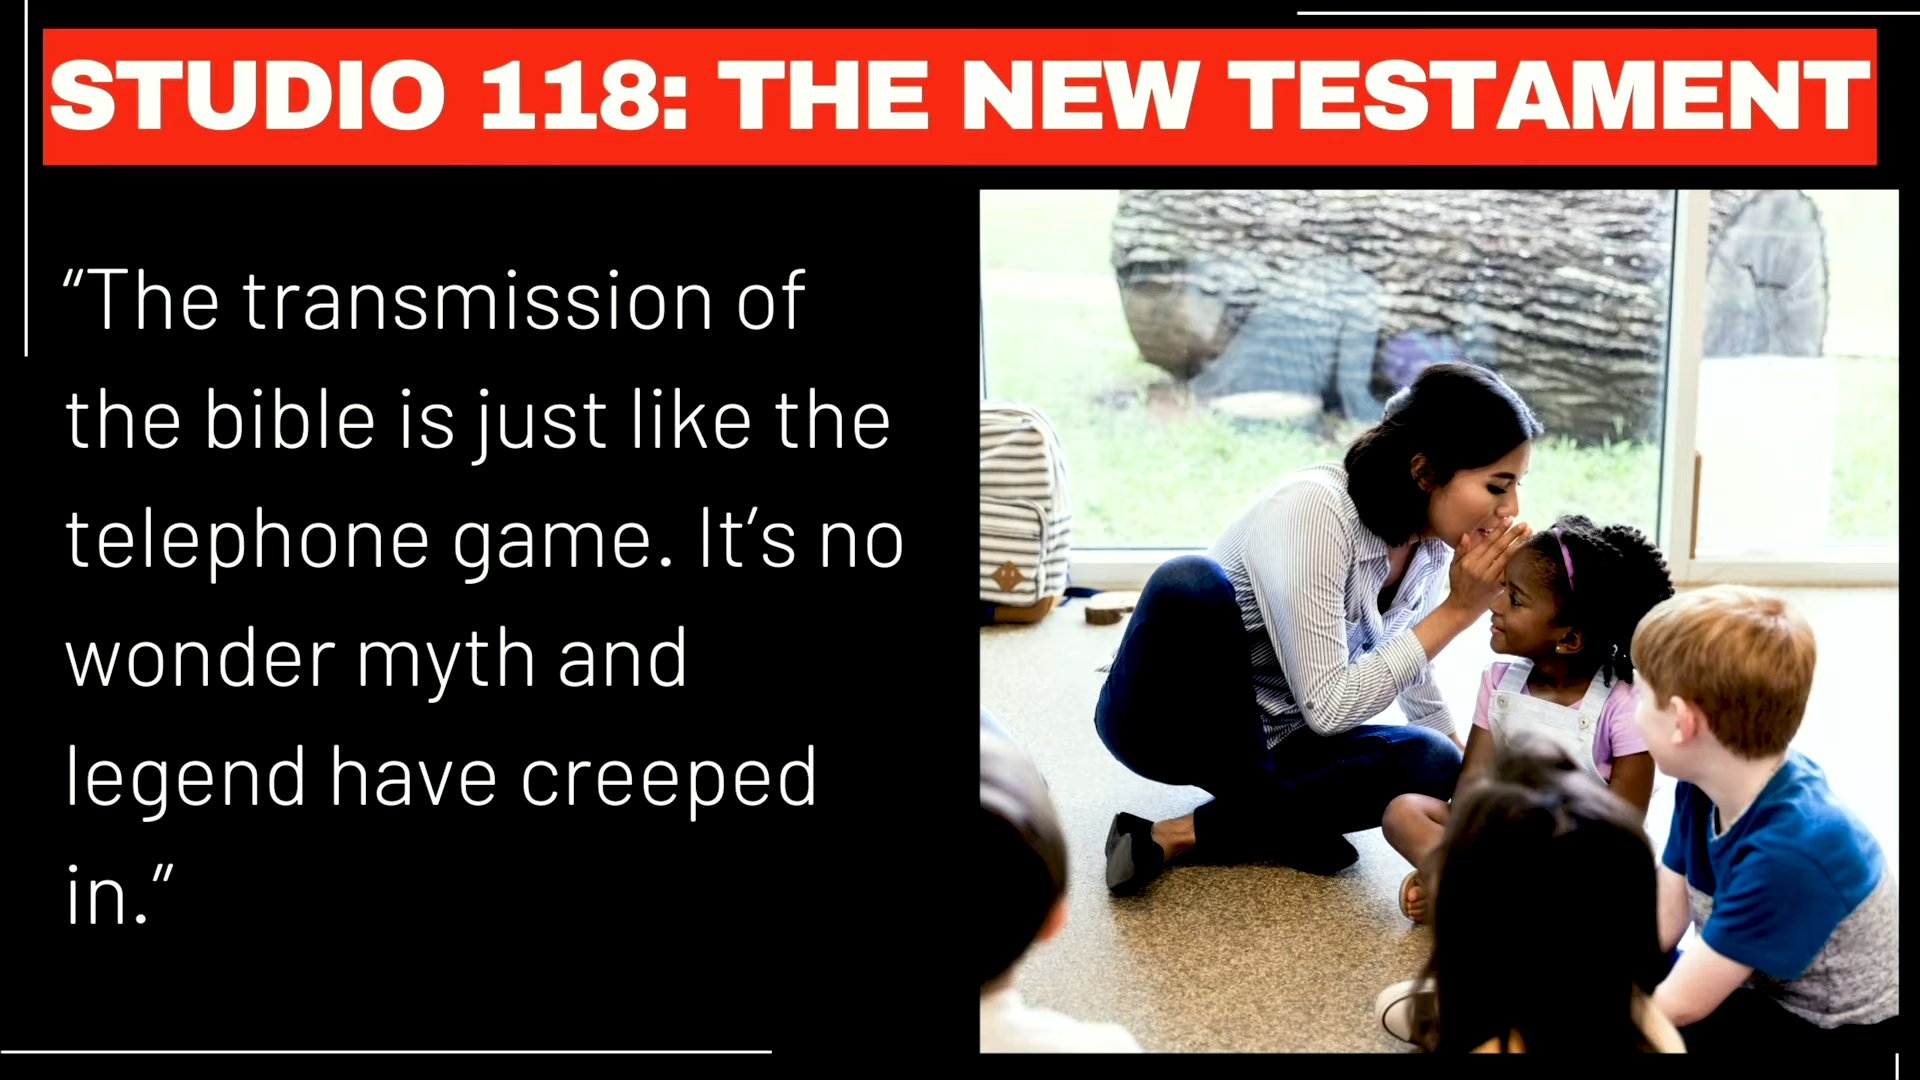 STUDIO 118: THE NEW TESTAMENT
“The transmission of
the bible is just like the
telephone game. It’s no
wonder myth and
legend have creeped
in.”